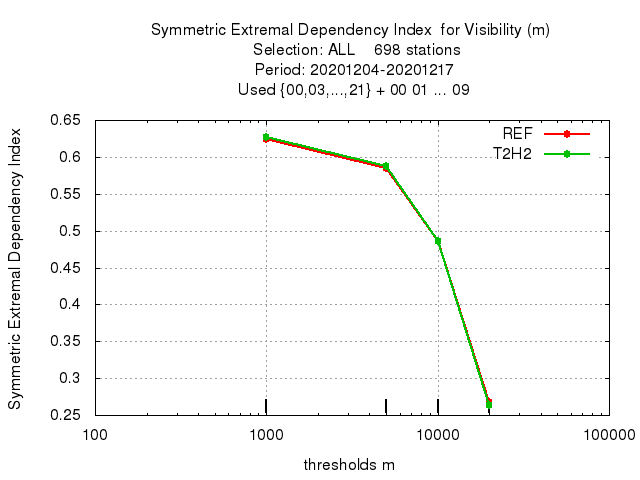 Symmetric Extremal Dependency Index  for Visibility (m)
Selection: ALL    698 stations
Period: 20201204-20201217
Used {00,03,...,21} + 00 01 ... 09
Symmetric Extremal Dependency Index
0.65
0.6
0.55
0.5
0.45
0.4
0.35
0.3
0.25
REF
T2H2
100 1000 10000 100000
thresholds m